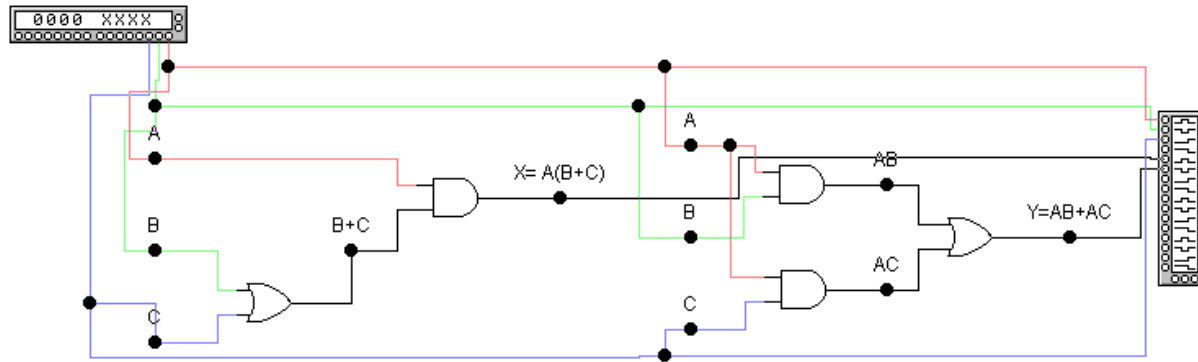 0000 XXXX
A
A
X= A(B+C)
AB
B
B+C
B
Y=AB+AC
AC
C
C